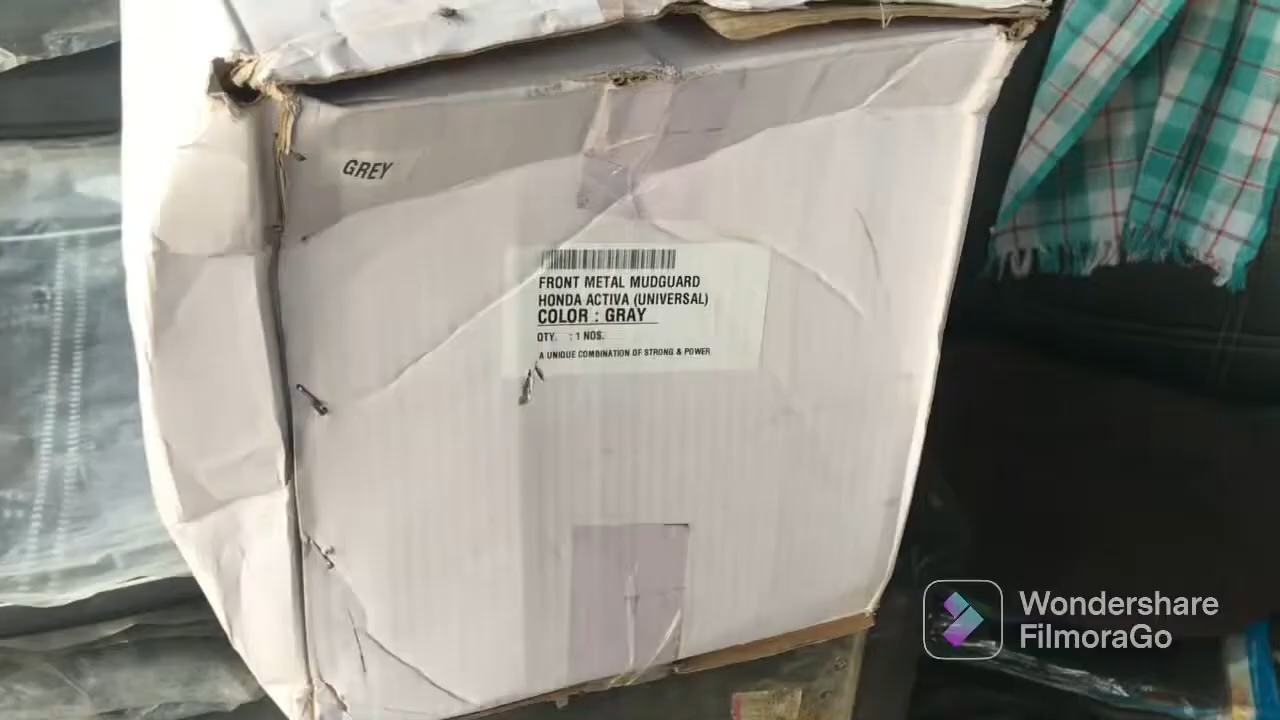 GREY
FRONT METAL MUDGUARD
HONDA ACTIVA (UNIVERSAL)
COLOR : GRAY
QTY. : 1 NOS.
A UNIQUE COMBINATION OF STRONG & POWER
Wondershare
FilmoraGo